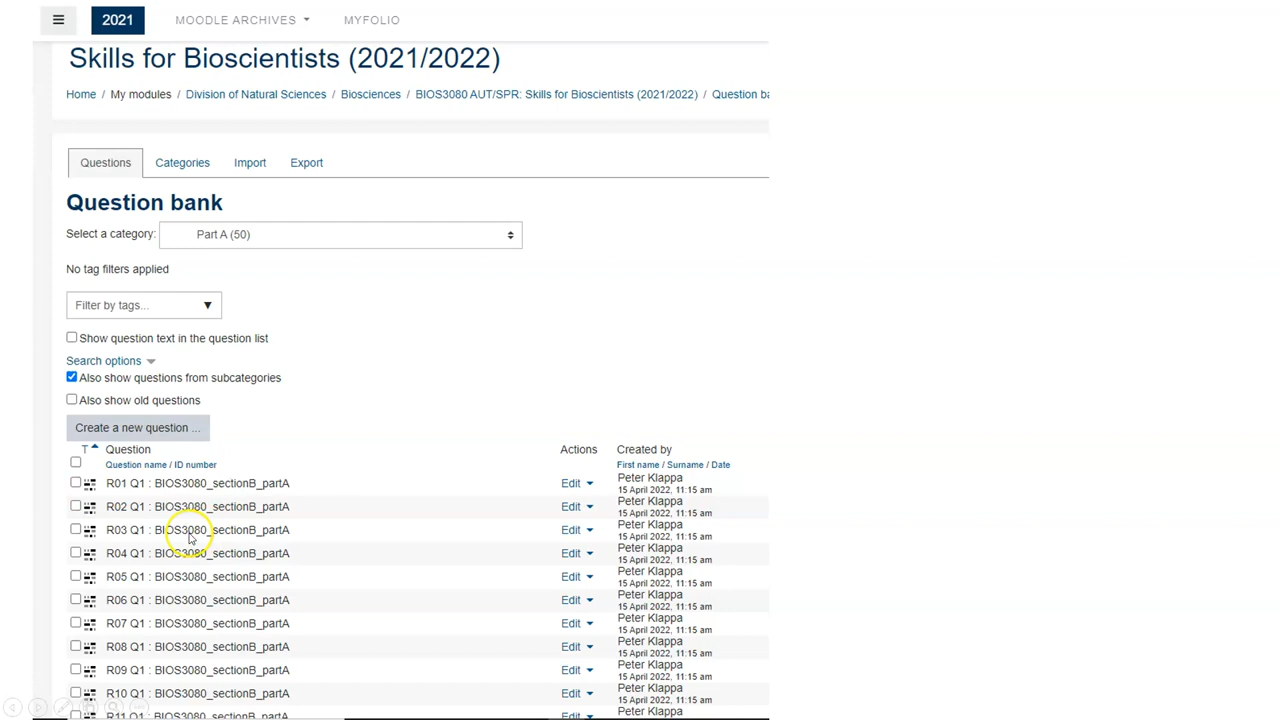 2021 MOODLE ARCHIVES MYFOLIO
Skills for Bioscientists (2021/2022)
Home / My modules / Division of Natural Sciences / Biosciences / BIOS3080 AUT/SPR: Skills for Bioscientists (2021/2022) / Question ba
Questions Categories Import Export
Question bank
Select a category: Part A (50)
No tag filters applied
Filter by tags...
Show question text in the question list
Search options
Also show questions from subcategories
Also show old questions
Create a new question ...
T Question Actions Created by
Question name / ID number First name / Surname / Date
R01 Q1 : BIOS3080_sectionB_partA Edit Peter Klappa
15 April 2022, 11:15 am
R02 Q1 : BIOS3080_sectionB_partA Edit Peter Klappa
15 April 2022, 11:15 am
R03 Q1 : BIOS3080_sectionB_partA Edit Peter Klappa
15 April 2022, 11:15 am
R04 Q1 : BIOS3080_sectionB_partA Edit Peter Klappa
15 April 2022, 11:15 am
R05 Q1 : BIOS3080_sectionB_partA Edit Peter Klappa
15 April 2022, 11:15 am
R06 Q1 : BIOS3080_sectionB_partA Edit Peter Klappa
15 April 2022, 11:15 am
R07 Q1 : BIOS3080_sectionB_partA Edit Peter Klappa
15 April 2022, 11:15 am
R08 Q1 : BIOS3080_sectionB_partA Edit Peter Klappa
15 April 2022, 11:15 am
R09 Q1 : BIOS3080_sectionB_partA Edit Peter Klappa
15 April 2022, 11:15 am
R10 Q1 : BIOS3080_sectionB_partA Edit Peter Klappa
15 April 2022, 11:15 am
R11 Q1 : BIOS3080_sectionB_partA Edit Peter Klappa